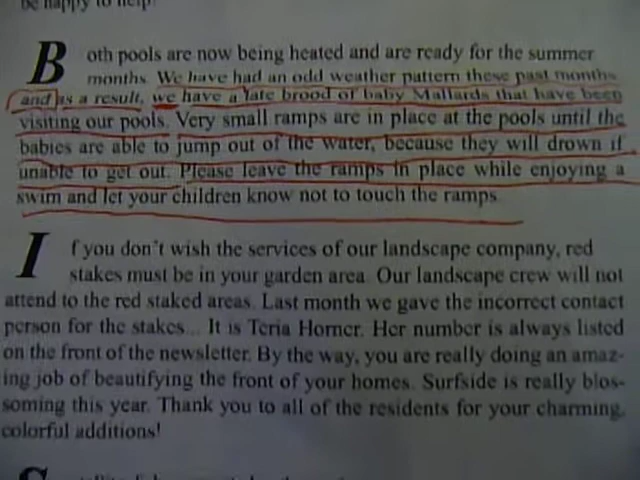 be happy to help!
Both pools are now being heated and are ready for the summer
months. We have had an odd weather pattern these past months
and as a result, we have a late brood of baby Mallards that have been
visiting our pools. Very small ramps are in place at the pools until the
babies are able to jump out of the water, because they will drown if
unable to get out. Please leave the ramps in place while enjoying a
swim and let your children know not to touch the ramps.
If you don't wish the services of our landscape company, red
stakes must be in your garden area. Our landscape crew will not
attend to the red staked areas. Last month we gave the incorrect contact
person for the stakes... It is Teria Horner. Her number is always listed
on the front of the newsletter. By the way, you are really doing an amaz-
ing job of beautifying the front of your homes. Surfside is really blos-
soming this year. Thank you to all of the residents for your charming,
colorful additions!